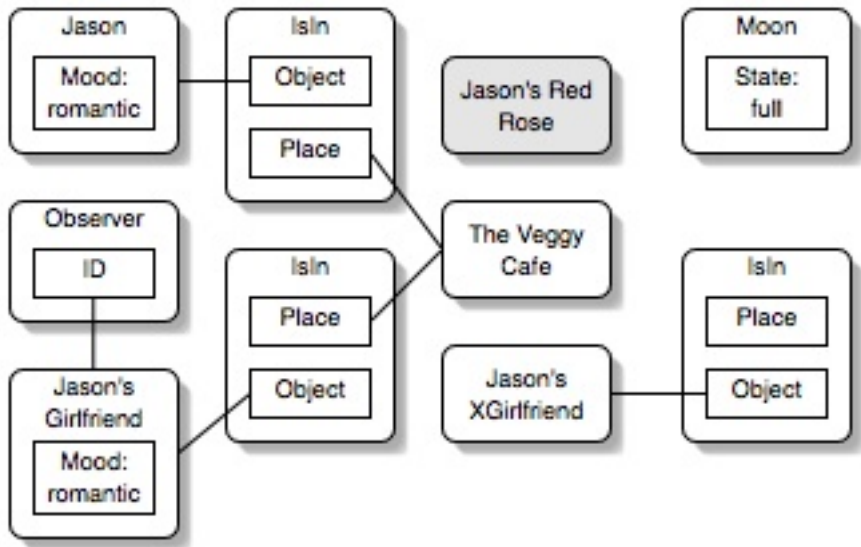 Jason
Mood:
romantic
IsIn
Object
Place
Jason's Red
Rose
Moon
State:
full
Observer
ID
The Veggy
Cafe
IsIn
Place
Object
IsIn
Place
Object
Jason's
Girlfriend
Mood:
romantic
Jason's
XGirlfriend